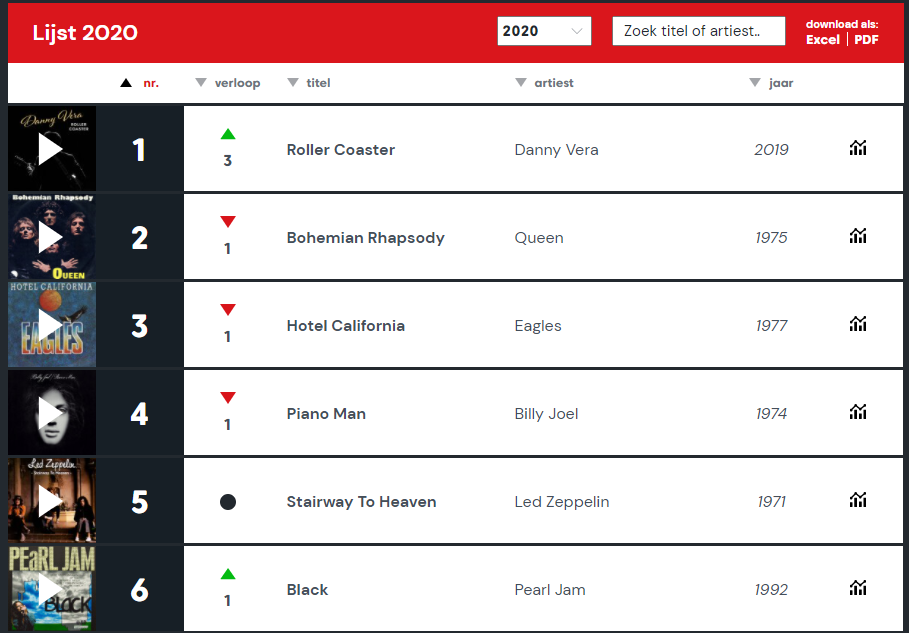 Lijst 2020
2020
Zoek titel of artiest..
download als:
Excel | PDF
nr. verloop titel artiest jaar
Danny Vera
ROLLER
COASTER
1 3 Roller Coaster Danny Vera 2019
Bohemian Rhapsody
QUEEN
2 1 Bohemian Rhapsody Queen 1975
HOTEL CALIFORNIA
EAGLES
3 1 Hotel California Eagles 1977
Billy Joel / Piano Man
4 1 Piano Man Billy Joel 1974
Led Zeppelin
Stairway To Heaven
5 Stairway To Heaven Led Zeppelin 1971
PEARL JAM
BLACK
6 1 Black Pearl Jam 1992